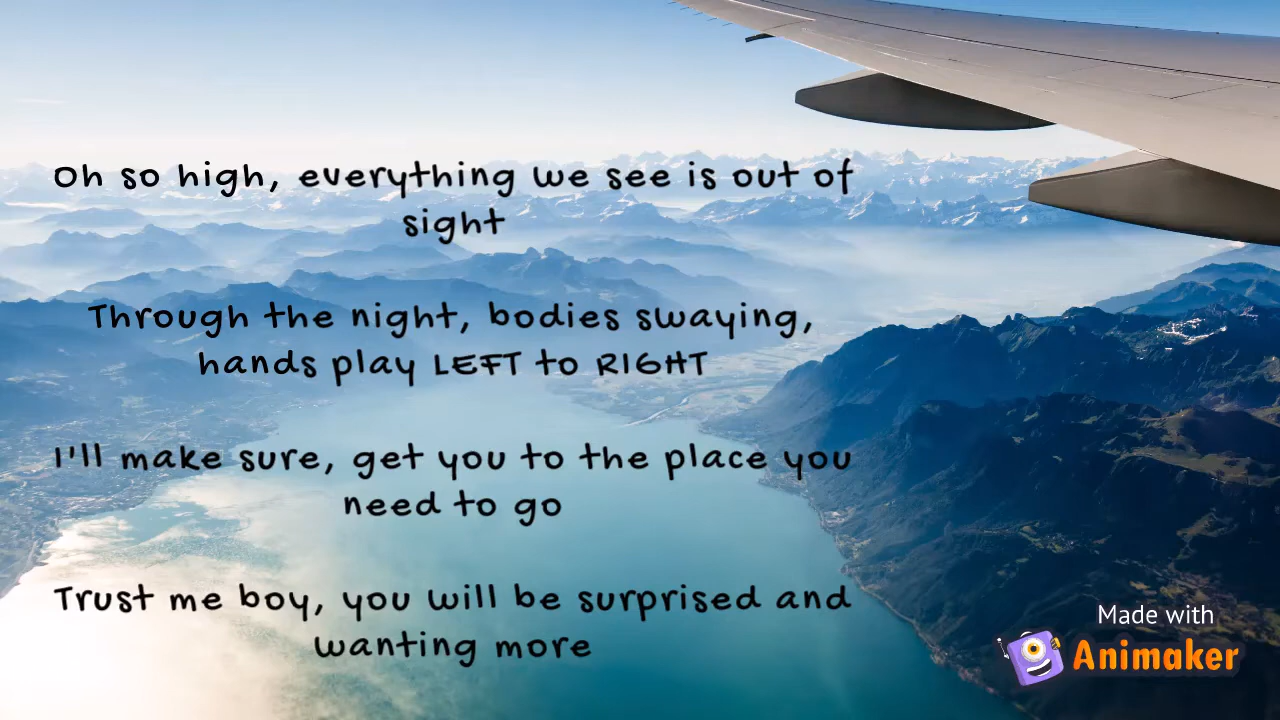 Oh so high, everything we see is out of
sight
Through the night, bodies swaying,
hands play LEFT to RIGHT
I'll make sure, get you to the place you
need to go
Trust me boy, you will be surprised and
wanting more
Made with
Animaker